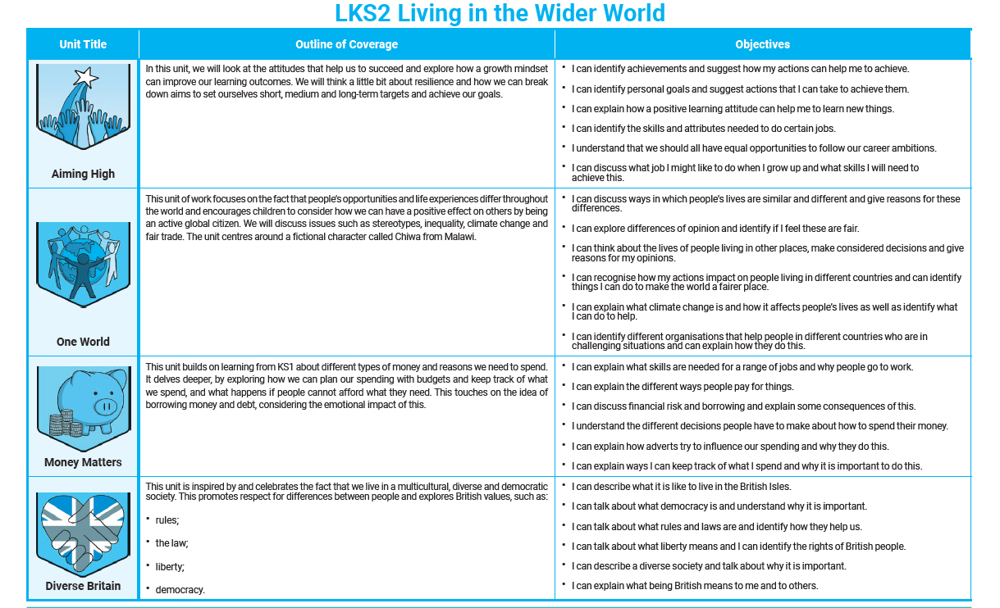 LKS2 Living in the Wider World
Unit Title
Outline of Coverage
Objectives
Aiming High
In this unit, we will look at the attitudes that help us to succeed and explore how a growth mindset
can improve our learning outcomes. We will think a little bit about resilience and how we can break
down aims to set ourselves short, medium and long-term targets and achieve our goals.
• I can identify achievements and suggest how my actions can help me to achieve.
• I can identify personal goals and suggest actions that I can take to achieve them.
• I can explain how a positive learning attitude can help me to learn new things.
• I can identify the skills and attributes needed to do certain jobs.
• I understand that we should all have equal opportunities to follow our career ambitions.
• I can discuss what job I might like to do when I grow up and what skills I will need to
achieve this.
One World
This unit of work focuses on the fact that people's opportunities and life experiences differ throughout
the world and encourages children to consider how we can have a positive effect on others by being
an active global citizen. We will discuss issues such as stereotypes, inequality, climate change and
fair trade. The unit centres around a fictional character called Chiwa from Malawi.
• I can discuss ways in which people's lives are similar and different and give reasons for these
differences.
• I can explore differences of opinion and identify if I feel these are fair.
• I can think about the lives of people living in other places, make considered decisions and give
reasons for my opinions.
• I can recognise how my actions impact on people living in different countries and can identify
things I can do to make the world a fairer place.
• I can explain what climate change is and how it affects people's lives as well as identify what
I can do to help.
• I can identify different organisations that help people in different countries who are in
challenging situations and can explain how they do this.
Money Matters
This unit builds on learning from KS1 about different types of money and reasons we need to spend.
It delves deeper, by exploring how we can plan our spending with budgets and keep track of what
we spend, and what happens if people cannot afford what they need. This touches on the idea of
borrowing money and debt, considering the emotional impact of this.
• I can explain what skills are needed for a range of jobs and why people go to work.
• I can explain the different ways people pay for things.
• I can discuss financial risk and borrowing and explain some consequences of this.
• I understand the different decisions people have to make about how to spend their money.
• I can explain how adverts try to influence our spending and why they do this.
• I can explain ways I can keep track of what I spend and why it is important to do this.
Diverse Britain
This unit is inspired by and celebrates the fact that we live in a multicultural, diverse and democratic
society. This promotes respect for differences between people and explores British values, such as:
• rules;
• the law;
• liberty;
• democracy.
• I can describe what it is like to live in the British Isles.
• I can talk about what democracy is and understand why it is important.
• I can talk about what rules and laws are and identify how they help us.
• I can talk about what liberty means and I can identify the rights of British people.
• I can describe a diverse society and talk about why it is important.
• I can explain what being British means to me and to others.